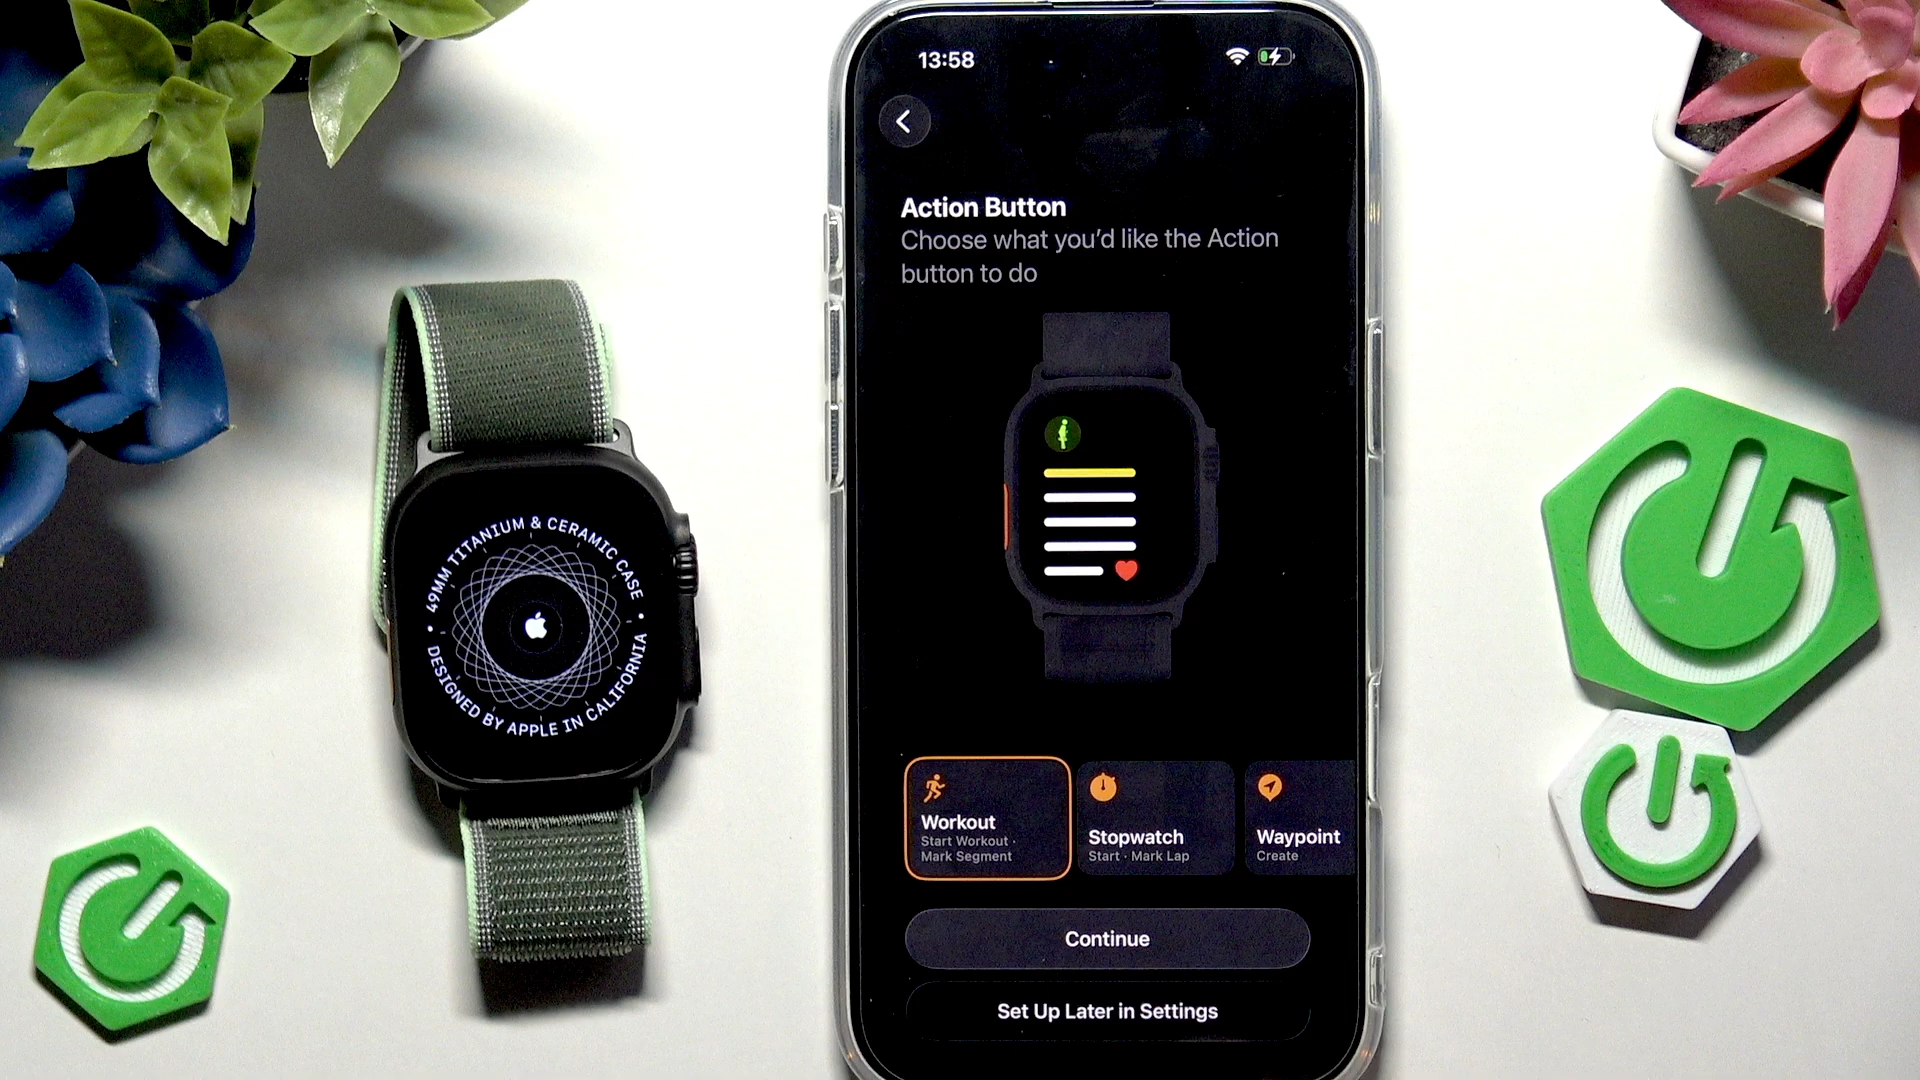 49MM TITANIUM & CERAMIC CASE
• DESIGNED BY APPLE IN CALIFORNIA •
13:58
Action Button
Choose what you’d like the Action
button to do
Workout
Start Workout ·
Mark Segment
Stopwatch
Start · Mark Lap
Waypoint
Create
Continue
Set Up Later in Settings